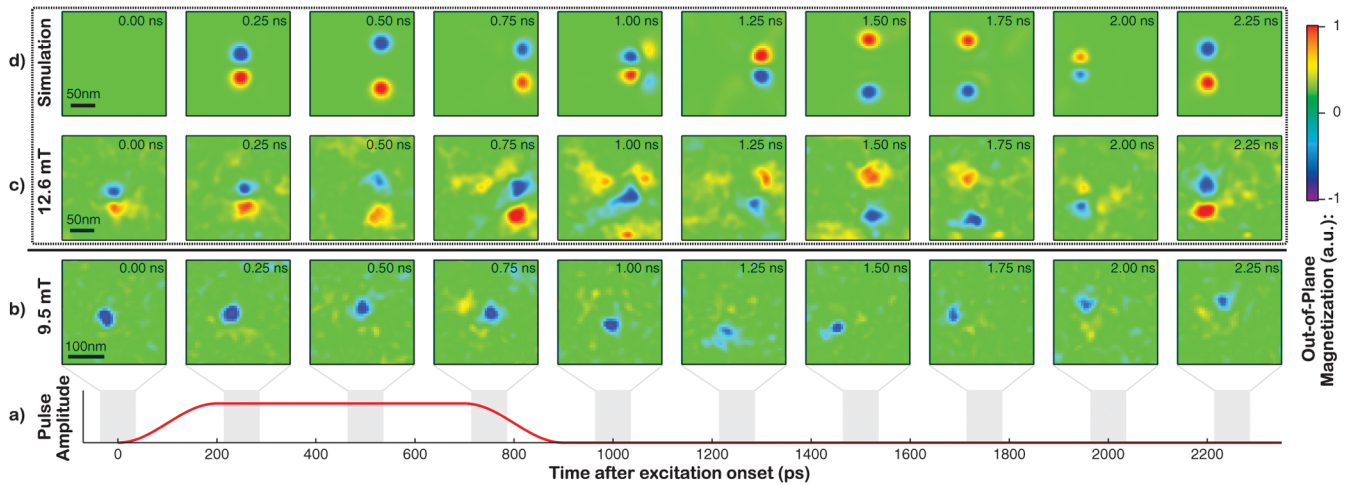 d)
Simulation
0.00 ns
0.25 ns
0.50 ns
0.75 ns
1.00 ns
1.25 ns
1.50 ns
1.75 ns
2.00 ns
2.25 ns
50nm
c)
12.6 mT
0.00 ns
0.25 ns
0.50 ns
0.75 ns
1.00 ns
1.25 ns
1.50 ns
1.75 ns
2.00 ns
2.25 ns
50nm
b)
9.5 mT
0.00 ns
0.25 ns
0.50 ns
0.75 ns
1.00 ns
1.25 ns
1.50 ns
1.75 ns
2.00 ns
2.25 ns
100nm
1
0
-1
Out-of-Plane
Magnetization (a.u.):
a)
Pulse
Amplitude
0 200 400 600 800 1000 1200 1400 1600 1800 2000 2200
Time after excitation onset (ps)